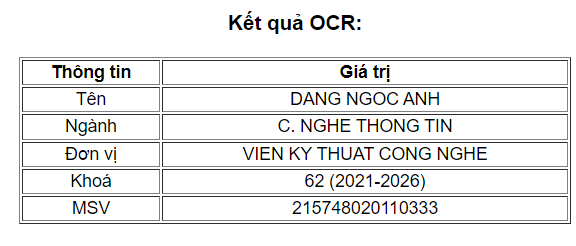 Kết quả OCR:
Thông tin Giá trị
Tên DANG NGOC ANH
Ngành C. NGHE THONG TIN
Đơn vị VIEN KY THUAT CONG NGHE
Khoá 62 (2021-2026)
MSV 215748020110333